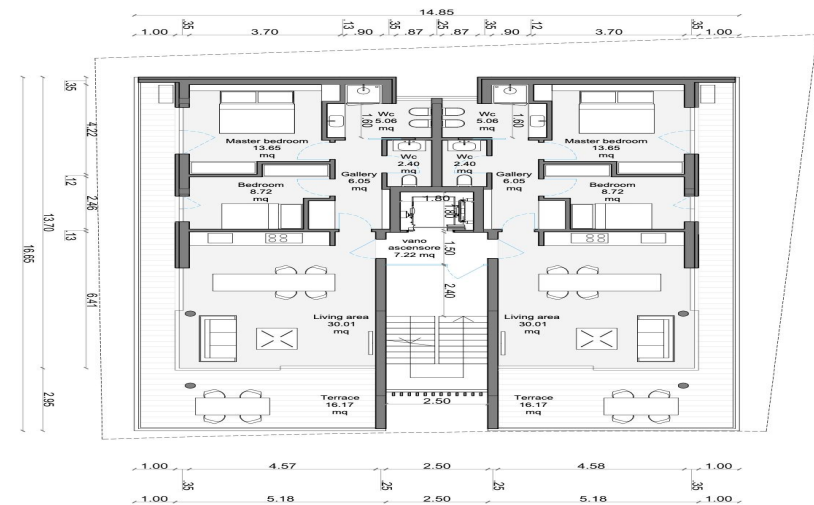 14.85
1.00 .35 3.70 .13 .90 .35 .87 .25 .87 .35 .90 .12 3.70 .35 1.00
.35
4.22
.12
2.46
.13
6.41
13.70
2.95
16.65
Wc
5.06
mq
Wc
5.06
mq
1.60
1.60
Master bedroom
13.65
mq
Master bedroom
13.65
mq
Wc
2.40
mq
Wc
2.40
mq
Gallery
6.05
mq
Gallery
6.05
mq
Bedroom
8.72
mq
Bedroom
8.72
mq
1.80
1.80
vano
ascensore
7.22 mq
1.50
2.40
Living area
30.01
mq
Living area
30.01
mq
Terrace
16.17
mq
Terrace
16.17
mq
2.50
1.00 .35 4.57 .25 2.50 .25 4.58 .35 1.00
1.00 .35 5.18 .25 2.50 .25 5.18 .35 1.00